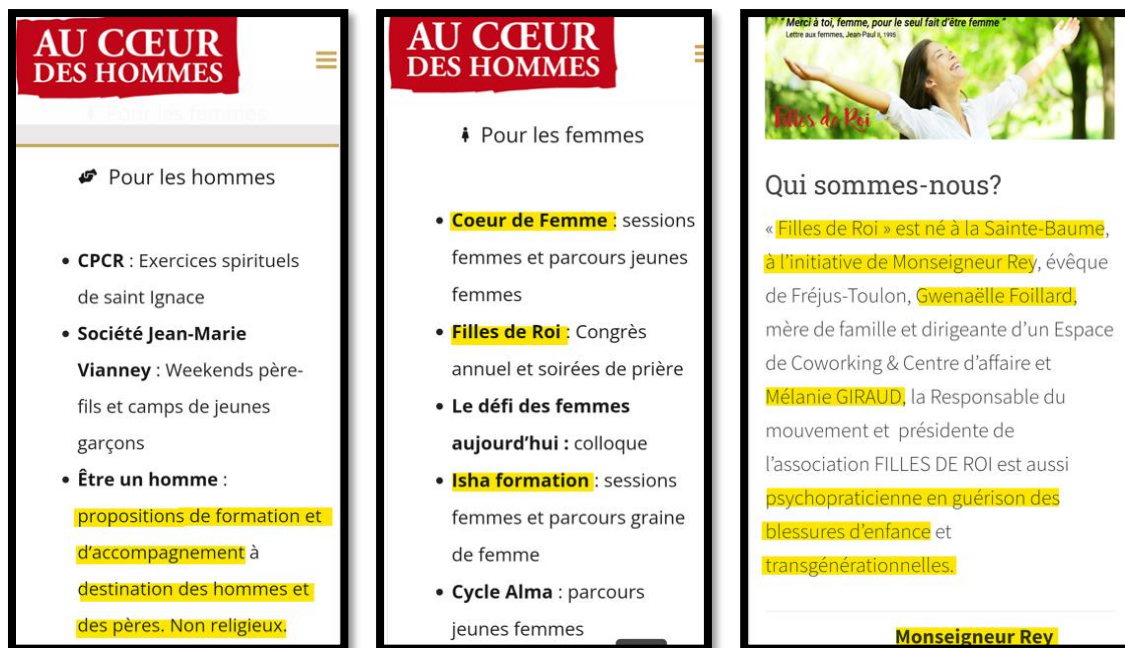 AU CŒUR
DES HOMMES
Pour les femmes
Pour les hommes
• CPCR : Exercices spirituels
de saint Ignace
• Société Jean-Marie
Vianney : Weekends père-
fils et camps de jeunes
garçons
• Être un homme :
propositions de formation et
d’accompagnement à
destination des hommes et
des pères. Non religieux.
AU CŒUR
DES HOMMES
Pour les femmes
• Coeur de Femme : sessions
femmes et parcours jeunes
femmes
• Filles de Roi : Congrès
annuel et soirées de prière
• Le défi des femmes
aujourd’hui : colloque
• Isha formation : sessions
femmes et parcours graine
de femme
• Cycle Alma : parcours
jeunes femmes
" Merci à toi, femme, pour le seul fait d'être femme "
Lettre aux femmes, Jean-Paul II, 1995
Filles de Roi
Qui sommes-nous?
« Filles de Roi » est né à la Sainte-Baume,
à l’initiative de Monseigneur Rey, évêque
de Fréjus-Toulon, Gwenaëlle Foillard,
mère de famille et dirigeante d’un Espace
de Coworking & Centre d’affaire et
Mélanie GIRAUD, la Responsable du
mouvement et présidente de
l’association FILLES DE ROI est aussi
psychopraticienne en guérison des
blessures d’enfance et
transgénérationnelles.
Monseigneur Rey